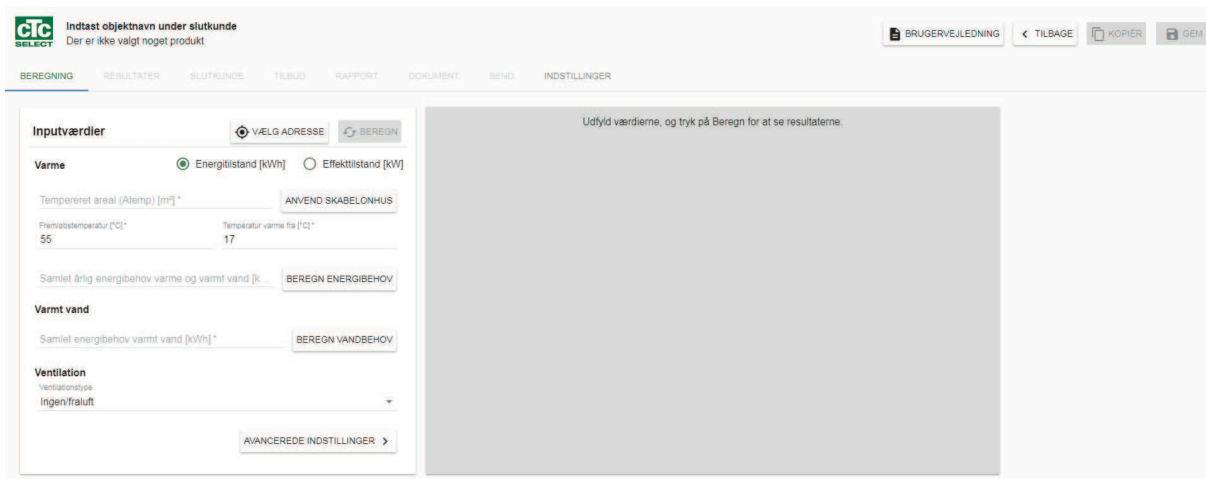 CTC SELECT
Indtast objektnavn under slutkunde
Der er ikke valgt noget produkt
BRUGERVEJLEDNING
TILBAGE
KOPIÉR
GEM
BEREGNING RESULTATER SLUTKUNDE TILBUD RAPPORT DOKUMENT SEND INDSTILLINGER
Inputværdier
VÆLG ADRESSE
BEREGN
Varme
Energitilstand [kWh]
Effekttilstand [kW]
Tempereret areal (Atemp) [m²] *
ANVEND SKABELONHUS
Fremløbstemperatur [°C] *
Temperatur varme fra [°C] *
55
17
Samlet årlig energibehov varme og varmt vand [k...
BEREGN ENERGIBEHOV
Varmt vand
Samlet energibehov varmt vand [kWh] *
BEREGN VANDBEHOV
Ventilation
Ventilationstype
Ingen/fraluft
AVANCEREDE INDSTILLINGER
Udfyld værdierne, og tryk på Beregn for at se resultaterne.